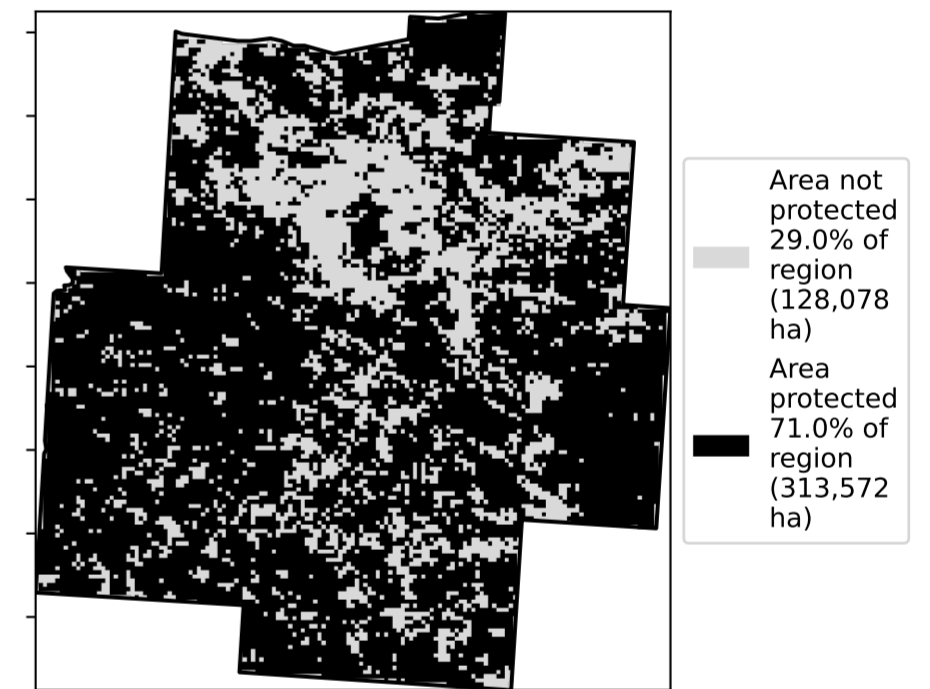 Area not
protected
29.0% of
region
(128,078
ha)
Area
protected
71.0% of
region
(313,572
ha)